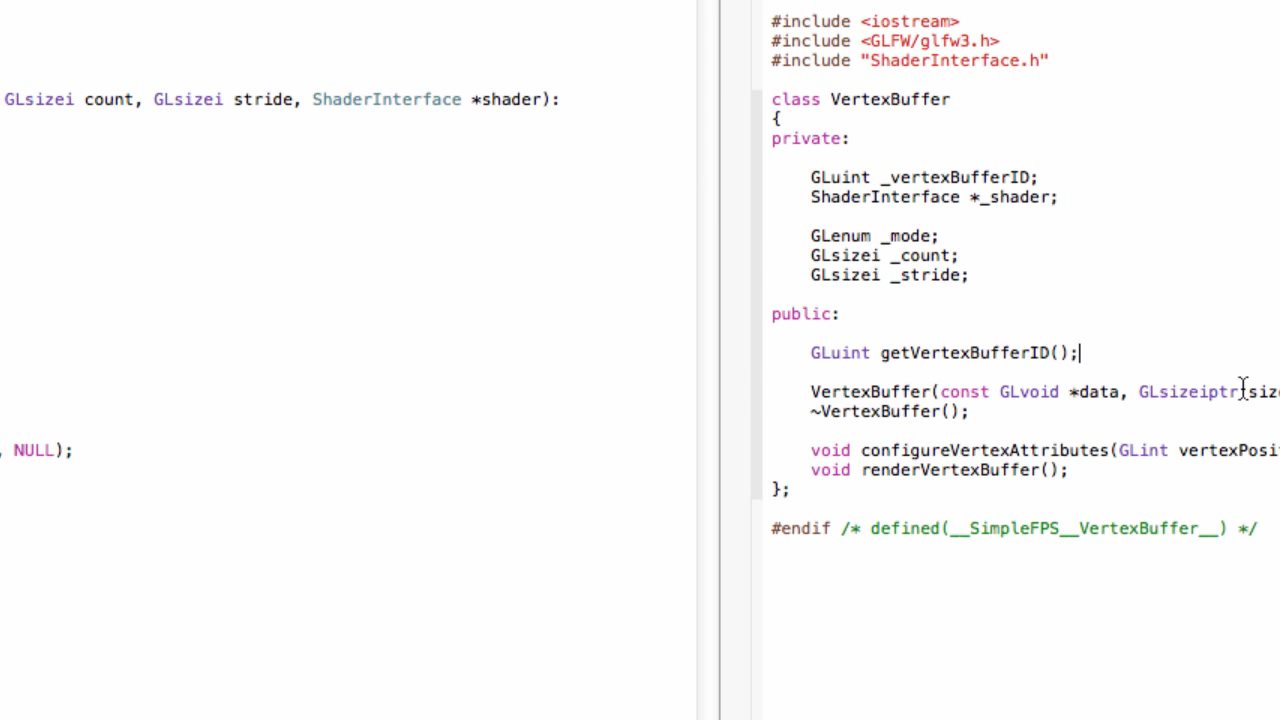 GLsizei count, GLsizei stride, ShaderInterface *shader):
, NULL);
#include <iostream>
#include <GLFW/glfw3.h>
#include "ShaderInterface.h"
class VertexBuffer
{
private:
GLuint _vertexBufferID;
ShaderInterface *_shader;
GLenum _mode;
GLsizei _count;
GLsizei _stride;
public:
GLuint getVertexBufferID();
VertexBuffer(const GLvoid *data, GLsizeiptr size
~VertexBuffer();
void configureVertexAttributes(GLint vertexPosi
void renderVertexBuffer();
};
#endif /* defined(__SimpleFPS__VertexBuffer__) */